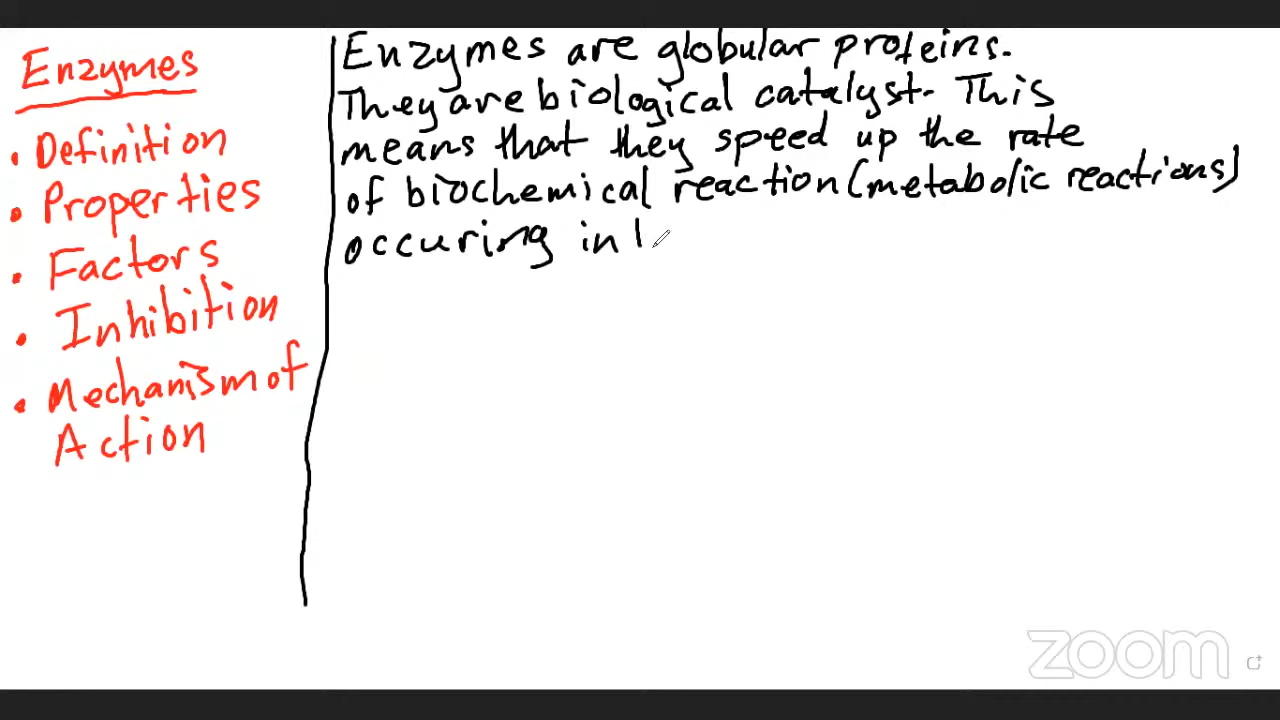 Enzymes
• Definition
• Properties
• Factors
• Inhibition
• Mechanism of
Action
Enzymes are globular proteins.
They are biological catalyst. This
means that they speed up the rate
of biochemical reaction (metabolic reactions)
occuring in l
zoom